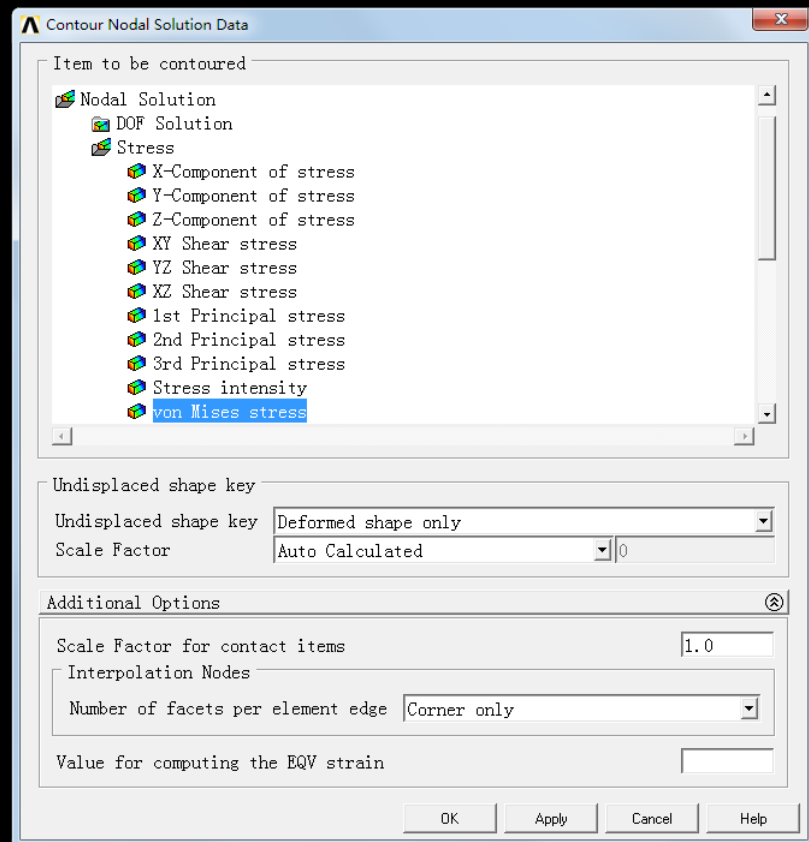 Contour Nodal Solution Data
Item to be contoured
Nodal Solution
DOF Solution
Stress
X-Component of stress
Y-Component of stress
Z-Component of stress
XY Shear stress
YZ Shear stress
XZ Shear stress
1st Principal stress
2nd Principal stress
3rd Principal stress
Stress intensity
von Mises stress
Undisplaced shape key
Undisplaced shape key Deformed shape only
Scale Factor Auto Calculated 0
Additional Options
Scale Factor for contact items 1.0
Interpolation Nodes
Number of facets per element edge Corner only
Value for computing the EQV strain
OK Apply Cancel Help